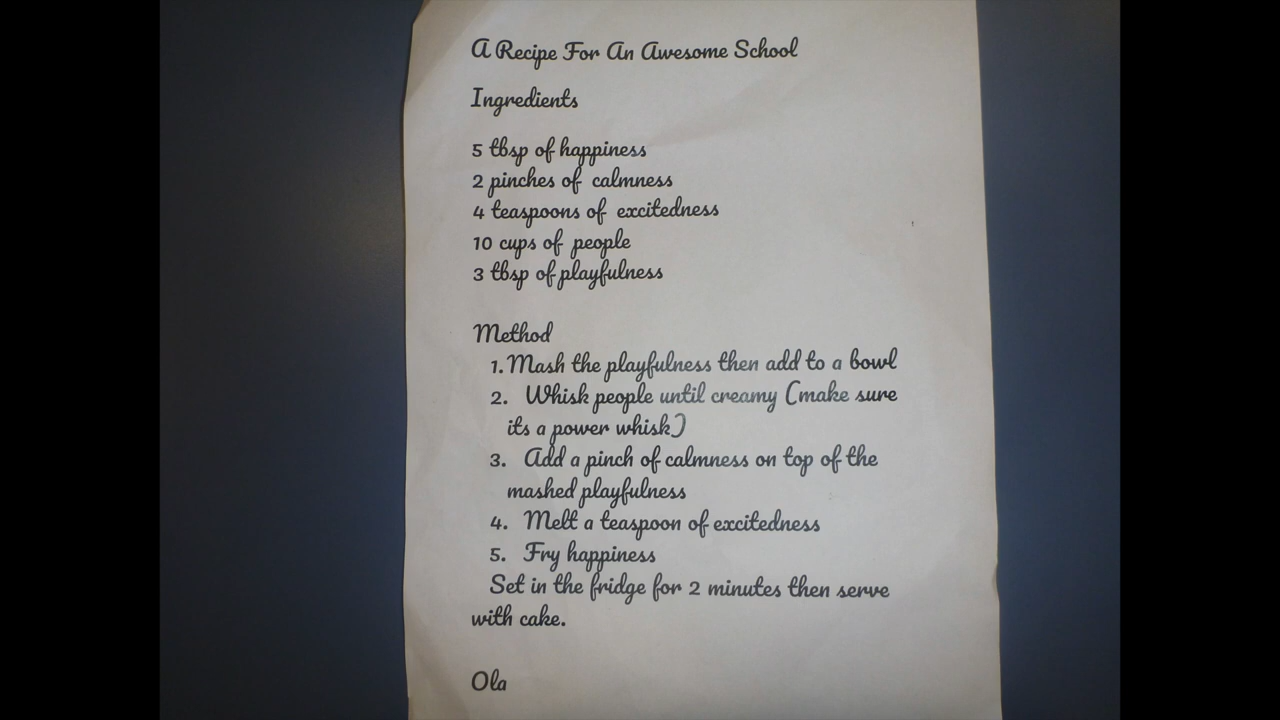 A Recipe For An Awesome School
Ingredients
5 tbsp of happiness
2 pinches of calmness
4 teaspoons of excitedness
10 cups of people
3 tbsp of playfulness
Method
1. Mash the playfulness then add to a bowl
2. Whisk people until creamy (make sure
its a power whisk)
3. Add a pinch of calmness on top of the
mashed playfulness
4. Melt a teaspoon of excitedness
5. Fry happiness
Set in the fridge for 2 minutes then serve
with cake.
Ola